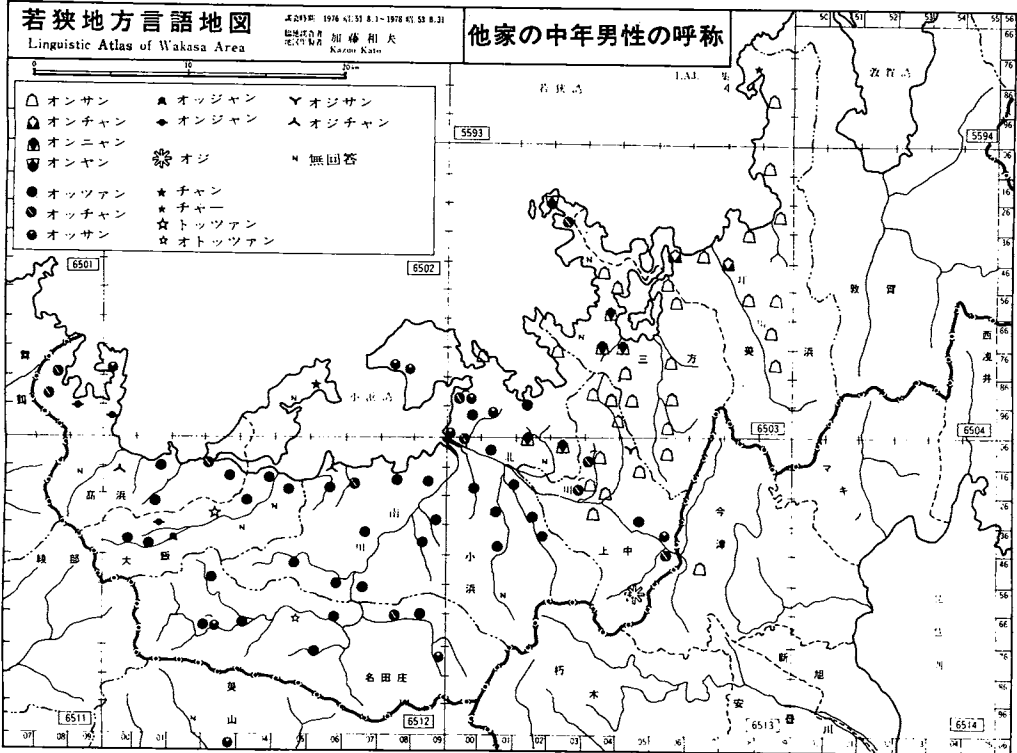 若狭地方言語地図
Linguistic Atlas of Wakasa Area
加藤和夫
Kazuo Kato
他家の中年男性の呼称
0 10 20km
オンサン
オンチャン
オンニャン
オンヤン
オッツァン
オッチャン
オッサン
オッジャン
オンジャン
オジ
チャン
チャー
トッツァン
オトッツァン
オジサン
オジチャン
N 無回答
若狭湾
敦賀湾
5593
5594
6501
6502
小浜湾
舞鶴
三方
美浜
敦賀
西浅井
6503
6504
マキノ
高浜
大飯
綾部
北川
南川
小浜
上中
今津
名田庄
美山
朽木
新旭
安曇川
6511
6512
6513
6514